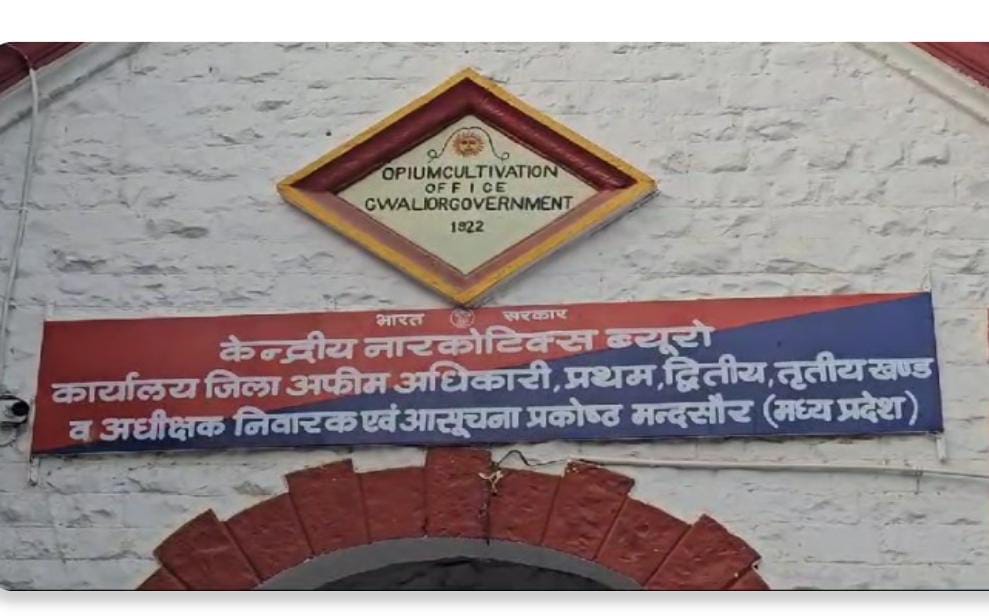 OPIUMCULTIVATION
OFFICE
GWALIORGOVERNMENT
1922
भारत सरकार
केन्द्रीय नारकोटिक्स ब्यूरो
कार्यालय जिला अफीम अधिकारी, प्रथम, द्वितीय, तृतीय खण्ड
व अधीक्षक निवारक एवं आसूचना प्रकोष्ठ मन्दसौर (मध्य प्रदेश)